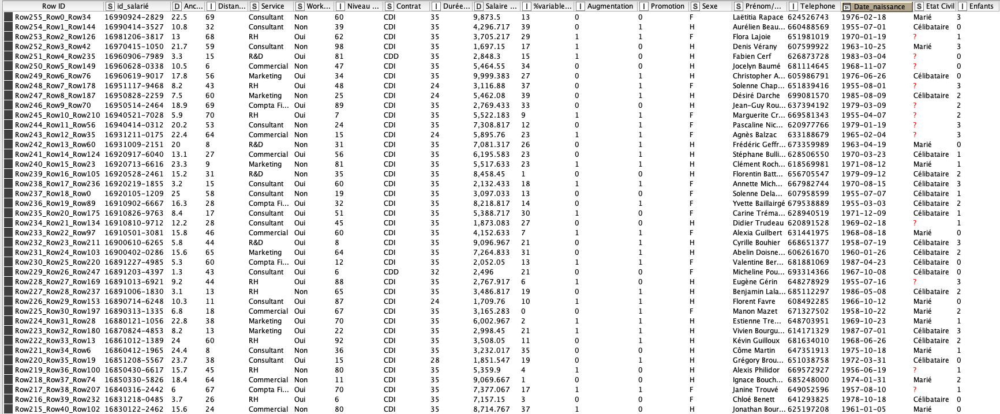 Row ID S id_salarié D Anc... I Distan... S Service S Work... I Niveau ... S Contrat I Durée... D Salaire ... I %variable... I Augmentation I Promotion S Sexe S Prénom/... I Telephone 31 Date_naissance S Etat Civil I Enfants
Row255_Row0_Row34 16990924-2829 22.5 69 Consultant Non 60 CDI 35 9,873.5 13 0 0 F Laëtitia Rapace 624526743 1976-02-18 Marié 3
Row254_Row1_Row144 16990414-3527 10.8 32 Consultant Non 39 CDI 35 4,296.717 39 0 1 H Aurélien Beau... 660488569 1955-05-05 Célibataire 0
Row253_Row2_Row126 16981206-3817 13 68 RH Oui 62 CDI 35 3,705.217 29 1 1 F Flora Lajoie 651981019 1970-01-19 ? 1
Row252_Row3_Row42 16970415-1050 21.7 59 Consultant Non 98 CDI 35 1,697.15 17 1 0 H Denis Vérany 607599922 1963-10-25 Marié 3
Row251_Row4_Row235 16960906-7989 3.3 15 R&D Oui 81 CDD 35 2,848.3 15 1 0 H Fabien Cerf 626873728 1983-03-04 ? 0
Row250_Row5_Row149 16960628-0338 10.5 6 Commercial Non 47 CDI 35 5,464.55 34 0 0 H Jocelyn Baumé 681114645 1968-11-07 ? 0
Row249_Row6_Row76 16960619-9017 17.8 56 Marketing Oui 34 CDI 35 9,999.383 27 0 1 H Christopher A... 605986791 1976-06-26 Célibataire 0
Row248_Row7_Row178 16951117-9468 8.2 43 RH Oui 48 CDI 24 3,116.88 37 0 1 F Solenne Chap... 651839416 1955-08-01 ? 3
Row247_Row8_Row187 16950828-2259 7.5 60 Marketing Non 25 CDI 24 5,462.08 39 0 1 H Désiré Darche 699081570 1985-08-09 Célibataire 2
Row246_Row9_Row70 16950514-2464 18.9 69 Compta Fi... Oui 89 CDI 35 2,769.433 33 0 0 H Jean-Guy Rou... 637394192 1979-03-09 ? 2
Row245_Row10_Row210 16940521-7028 5.9 70 RH Oui 7 CDI 35 5,522.183 9 1 1 F Marguerite Cr... 669581343 1955-04-07 ? 2
Row244_Row11_Row56 16940414-0312 20.2 53 Consultant Non 24 CDI 35 7,308.817 12 0 1 F Pascaline Nic... 620977766 1979-01-19 ? 3
Row243_Row12_Row35 16931211-0175 22.4 64 Commercial Non 15 CDI 24 5,895.76 23 1 1 F Agnès Balzac 633188679 1965-02-04 ? 3
Row242_Row13_Row60 16931009-2151 20 8 R&D Non 31 CDI 35 7,081.317 26 0 1 H Frédéric Geffr... 673359989 1963-04-19 Marié 0
Row241_Row14_Row124 16920917-6040 13.1 27 Commercial Oui 56 CDI 35 6,195.583 23 0 1 H Stéphane Bulli... 628506550 1970-03-23 Célibataire 1
Row240_Row15_Row23 16920713-6616 23.3 9 Marketing Non 81 CDI 35 5,517.633 23 1 1 H Clément Roch... 618569981 1971-08-12 Marié 1
Row239_Row16_Row105 16920528-2461 15.2 31 R&D Non 35 CDI 35 8,458.45 1 0 0 H Florentin Batt... 656705547 1979-09-12 Célibataire 2
Row238_Row17_Row236 16920219-1855 3.2 15 Consultant Oui 60 CDI 35 2,132.433 18 1 1 F Annette Mich... 667982744 1970-08-15 Célibataire 3
Row237_Row18_Row0 16920105-1209 25 58 Consultant Non 19 CDI 35 3,097.033 13 0 0 F Solenne Dela... 607958599 1955-07-07 Célibataire 1
Row236_Row19_Row89 16910902-6667 16.3 28 Compta Fi... Oui 32 CDI 35 8,218.817 14 0 1 F Yvette Baillairgé 679538889 1955-03-03 Célibataire 2
Row235_Row20_Row175 16910826-9763 8.4 17 Consultant Oui 51 CDI 35 5,388.717 30 1 0 F Carine Tréma... 628940519 1971-12-09 Célibataire 1
Row234_Row21_Row134 16910810-9712 12.2 28 Consultant Oui 45 CDI 35 1,873.083 27 0 0 H Didier Trudeau 620891528 1969-02-18 ? 1
Row233_Row22_Row97 16910501-3081 15.8 46 Commercial Oui 60 CDI 35 4,152.633 7 1 1 F Alexia Guilbert 631441975 1968-08-18 Marié 0
Row232_Row23_Row211 16900610-6265 5.8 44 R&D Oui 8 CDI 35 9,096.967 21 0 0 H Cyrille Bouhier 668651377 1958-07-19 Célibataire 3
Row231_Row24_Row103 16900402-0286 15.6 65 Marketing Oui 64 CDI 35 7,264.833 31 0 1 H Abelin Doisne... 606261670 1960-01-26 Célibataire 2
Row230_Row25_Row220 16891227-4985 5.3 60 Compta Fi... Oui 12 CDI 35 2,052.05 13 1 1 F Valentine Ber... 681881069 1987-04-23 Célibataire 0
Row229_Row26_Row247 16891203-4397 1.3 43 Consultant Oui 6 CDD 32 2,496 21 0 0 F Micheline Pou... 693314366 1967-10-08 Célibataire 0
Row228_Row27_Row169 16891013-6921 9.2 44 RH Oui 88 CDI 35 2,767.917 6 1 0 H Eugène Gérin 648278929 1955-07-16 ? 3
Row227_Row28_Row237 16891006-1830 3.1 13 RH Non 65 CDI 35 3,486.817 19 0 1 H Benjamin Lala... 685112297 1986-05-08 Célibataire 2
Row226_Row29_Row153 16890714-6248 10.3 11 Consultant Oui 87 CDI 24 1,709.76 10 1 1 H Florent Favre 608492285 1966-10-12 Marié 0
Row225_Row30_Row197 16890313-1335 6.8 18 Commercial Oui 67 CDI 35 3,165.283 0 0 1 F Manon Mazet 671327502 1958-10-22 Marié 2
Row224_Row31_Row28 16880121-1056 22.8 38 Marketing Oui 70 CDI 35 6,002.967 2 1 1 H Estienne Tre... 648703951 1969-10-23 Marié 1
Row223_Row32_Row180 16870824-4853 8.2 13 Marketing Oui 22 CDI 35 2,998.45 21 1 1 H Vivien Bourgu... 614171329 1987-07-01 Célibataire 3
Row222_Row33_Row13 16861012-1389 24 60 RH Oui 92 CDI 35 3,508.05 11 0 0 H Kévin Guilloux 681634010 1968-06-26 Célibataire 2
Row221_Row34_Row6 16860412-1965 24.4 8 Consultant Non 36 CDI 35 3,232.017 35 0 0 H Côme Martin 647351913 1975-10-18 Marié 1
Row220_Row35_Row19 16851208-5567 23.7 38 Consultant Oui 15 CDI 28 1,851.547 19 0 1 H Grégory Brou... 651038758 1972-03-31 Célibataire 0
Row219_Row36_Row100 16850430-6617 15.7 45 RH Non 80 CDI 35 5,359.9 4 1 0 H Alexis Philidor 669572927 1956-06-19 ? 1
Row218_Row37_Row74 16850330-5826 18.4 64 Commercial Non 11 CDI 35 9,069.667 1 0 0 H Ignace Bouch... 685248000 1974-01-31 Marié 2
Row217_Row38_Row207 16840316-2442 6 67 Compta Fi... Oui 70 CDI 35 7,377.067 17 1 1 F Janine Trouvé 649052596 1957-08-10 ? 1
Row216_Row39_Row232 16831218-0485 3.7 26 RH Oui 6 CDI 35 7,157.15 3 0 0 F Chloé Benett 641293825 1978-10-18 Célibataire 0
Row215_Row40_Row102 16830122-2462 15.6 24 Commercial Non 80 CDI 35 8,714.767 37 1 0 H Jonathan Bour... 625197208 1961-01-05 Marié 0